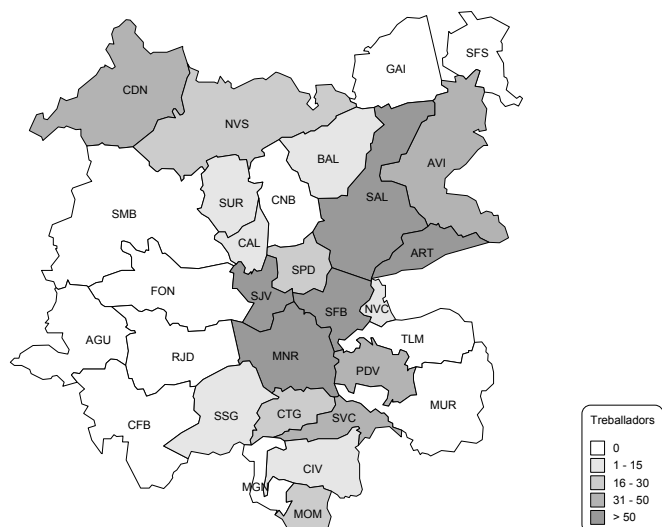 SFS
GAI
CDN
NVS
BAL
AVI
SAL
SUR
CNB
SMB
CAL
ART
SPD
FON
SJV
SFB
NVC
AGU
TLM
RJD
MNR
PDV
MUR
SSG
CTG
SVC
CFB
CIV
MGN
MOM
Treballadors
0
1 - 15
16 - 30
31 - 50
> 50